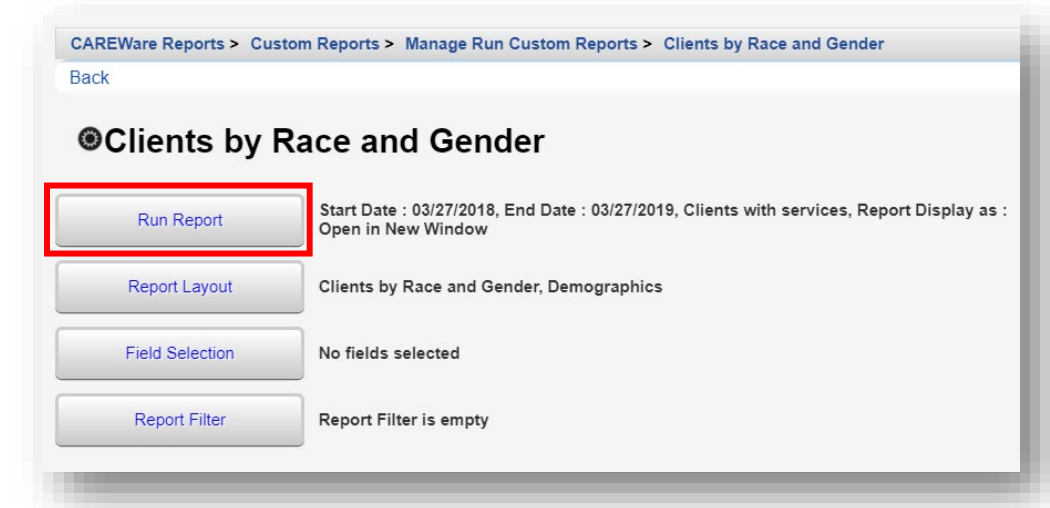 CAREWare Reports > Custom Reports > Manage Run Custom Reports > Clients by Race and Gender
Back
Clients by Race and Gender
Run Report
Start Date : 03/27/2018, End Date : 03/27/2019, Clients with services, Report Display as :
Open in New Window
Report Layout
Clients by Race and Gender, Demographics
Field Selection
No fields selected
Report Filter
Report Filter is empty